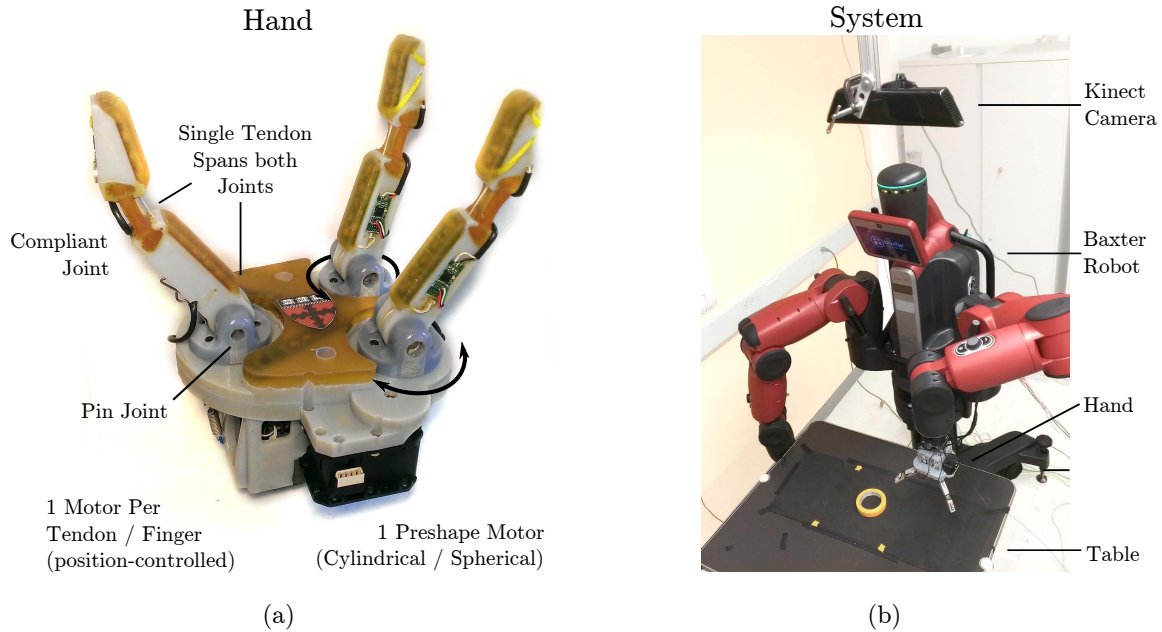 Hand
System
Single Tendon
Spans both
Joints
Compliant
Joint
Pin Joint
1 Motor Per
Tendon / Finger
(position-controlled)
1 Preshape Motor
(Cylindrical / Spherical)
(a)
Kinect
Camera
Baxter
Robot
Hand
Table
(b)